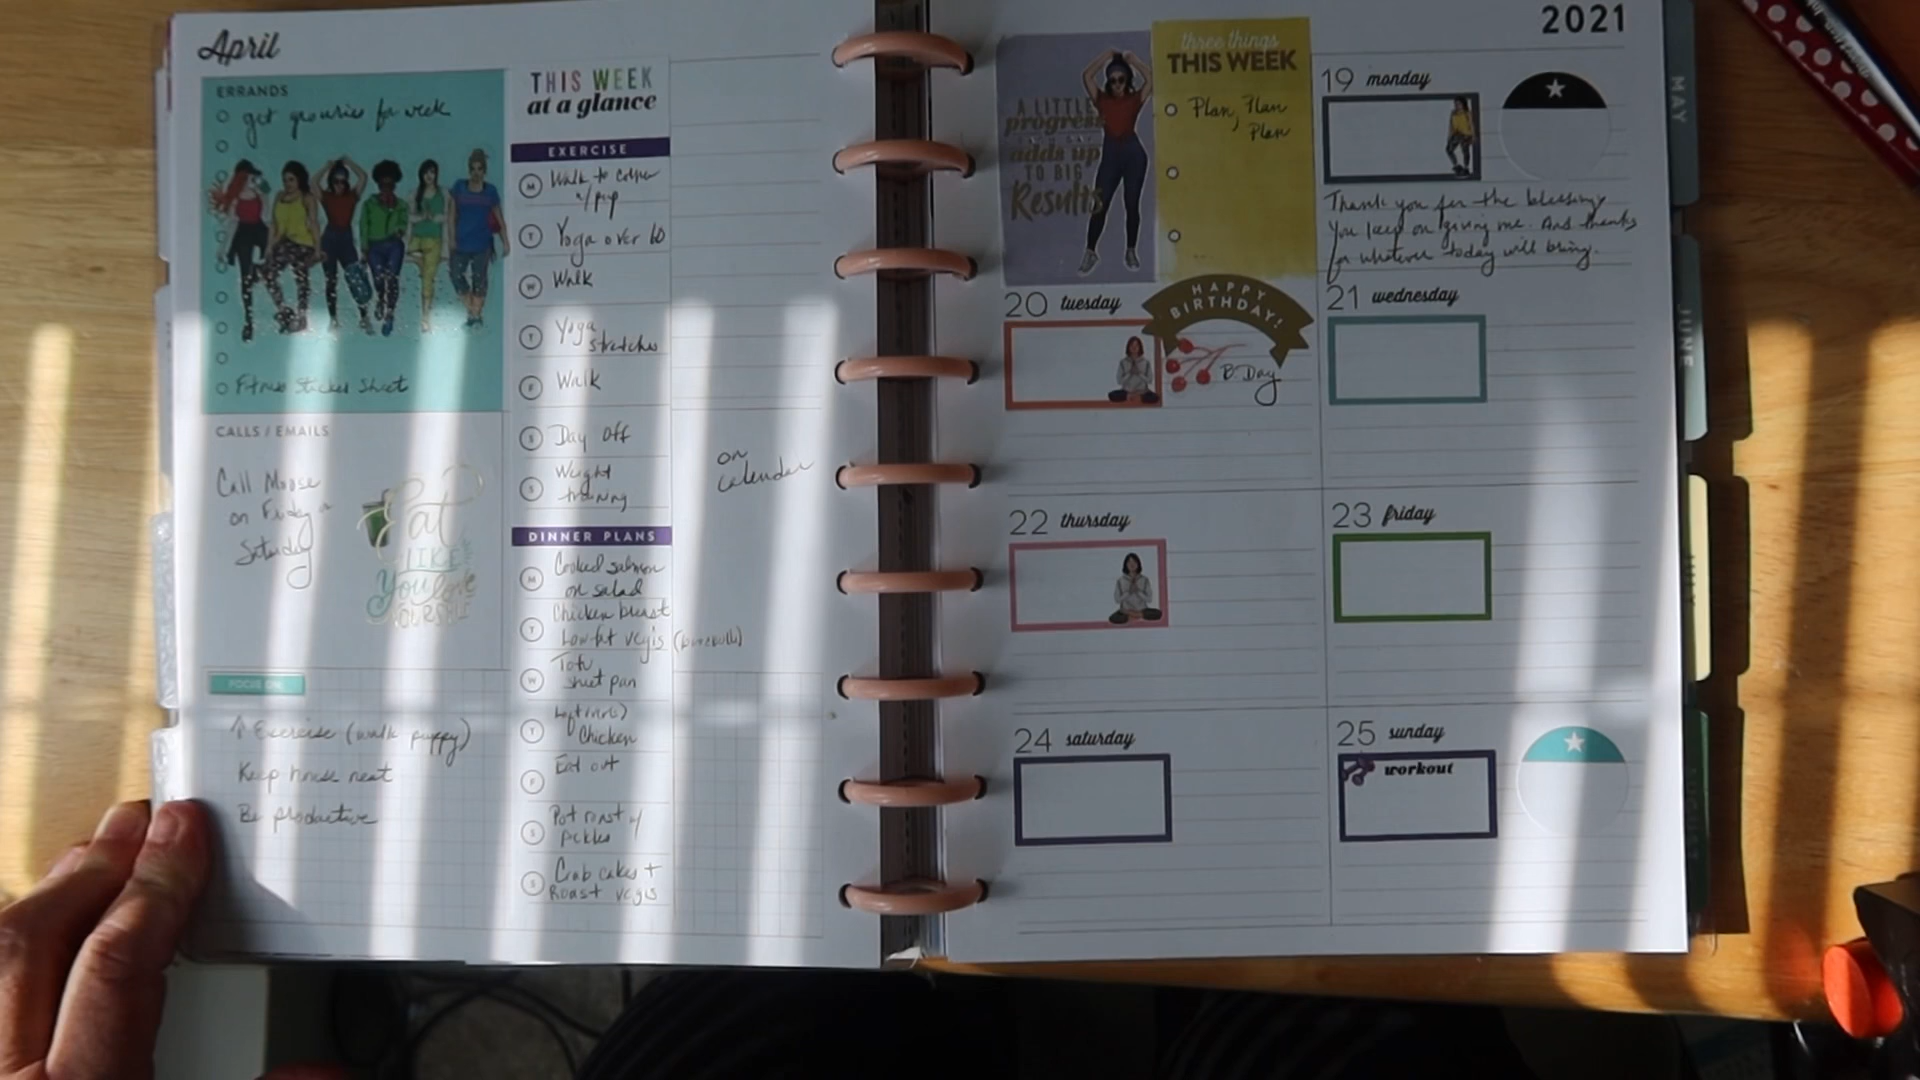 April
ERRANDS
get groceries for week
Fitness sticker sheet
CALLS / EMAILS
Call Moose
on Friday or
Saturday
Eat
LIKE
You love
YOURSELF
FOCUS ON
↑ Exercise (walk puppy)
Keep house neat
Be productive
THIS WEEK
at a glance
EXERCISE
M Walk to corner
w/ pup
T Yoga over 60
W Walk
T Yoga
stretches
F Walk
S Day Off
S Weight
training
on
calendar
DINNER PLANS
M Cooked salmon
on salad
T Chicken breast
Low-fat vegis
W Tofu
sheet pan
T
Chicken
F Eat out
S Pot roast w/
pickles
S Crab cakes +
Roast vegis
2021
A LITTLE
progress
adds up
TO BIG
Results
three things
THIS WEEK
Plan, Plan
Plan
19 monday
Thank you for the blessings
you keep on giving me. And thanks
for whatever today will bring.
20 tuesday
HAPPY
BIRTHDAY!
B Day
21 wednesday
22 thursday
23 friday
24 saturday
25 sunday
workout
MAY
JUNE